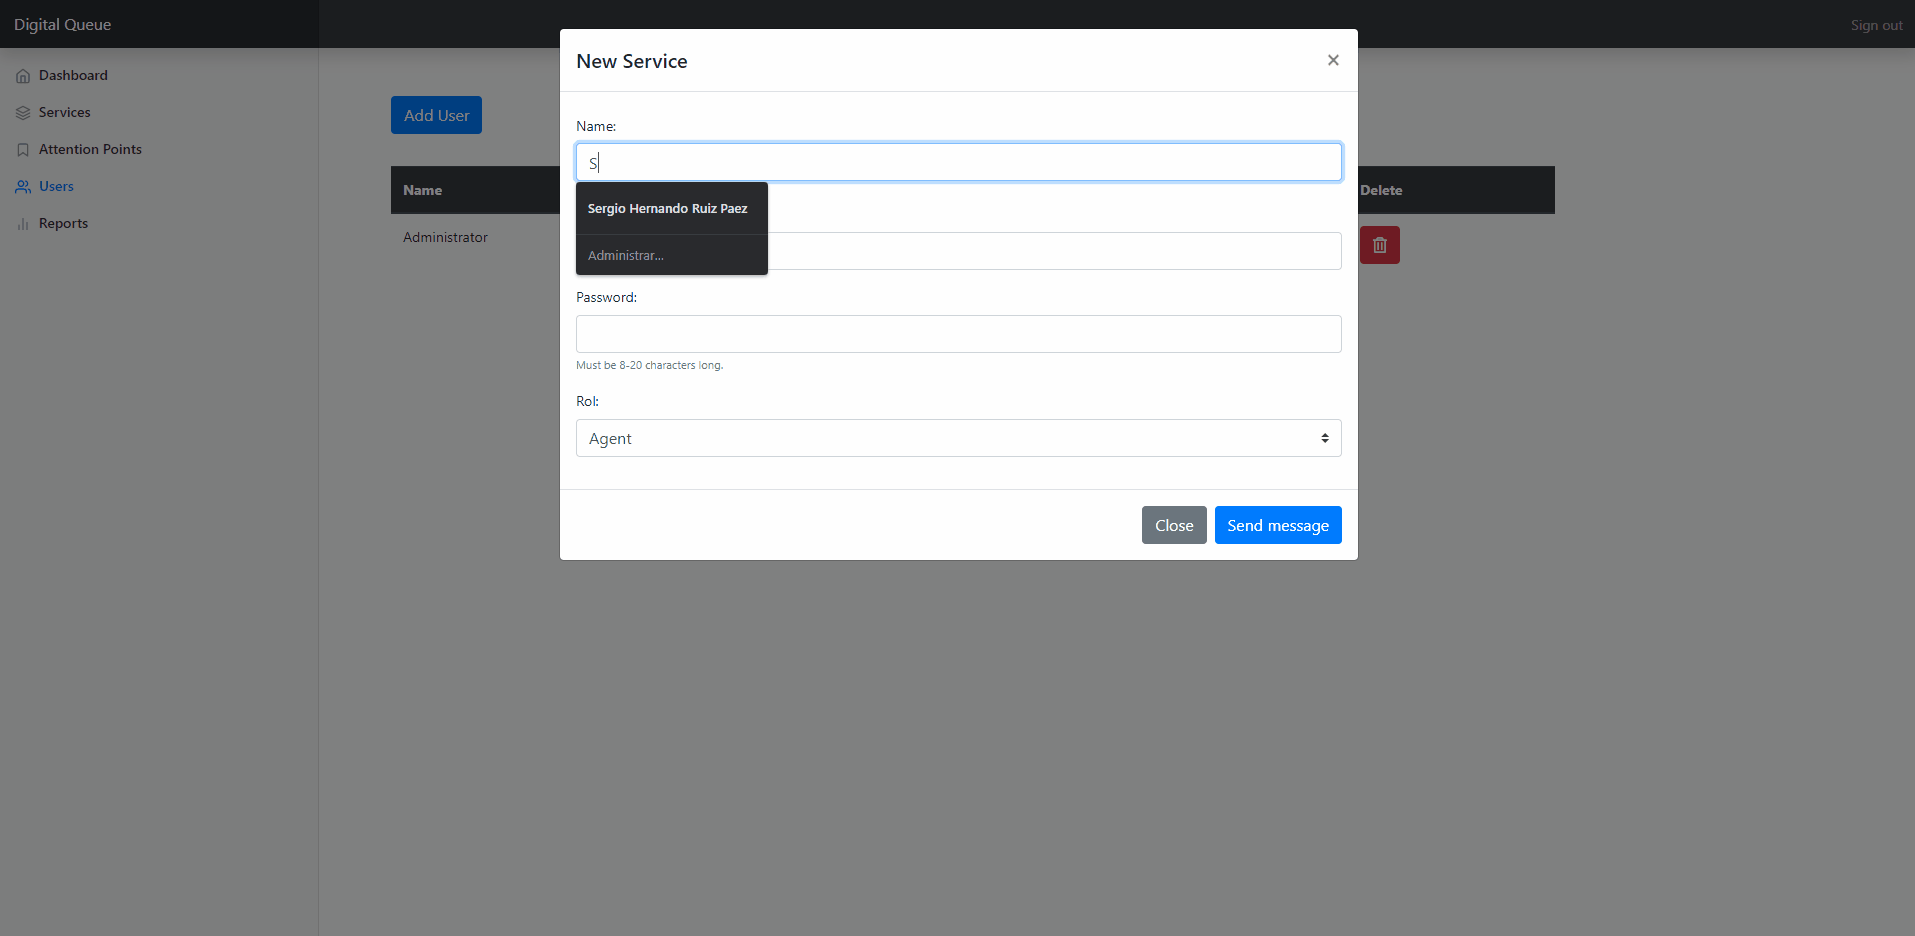 Digital Queue
Sign out
Dashboard
Services
Attention Points
Users
Reports
Add User
Name
Delete
Administrator
New Service
×
Name:
S
Sergio Hernando Ruiz Paez
Administrar...
Password:
Must be 8-20 characters long.
Rol:
Agent
Close
Send message